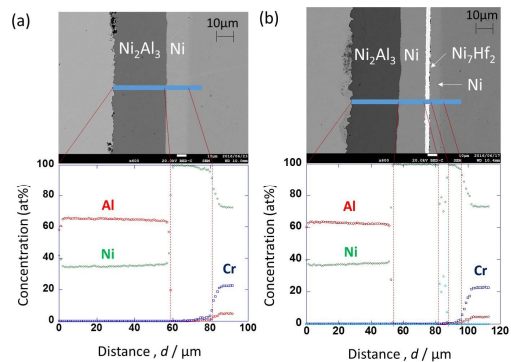 (a)
10μm
Ni₂Al₃ Ni
(b)
10μm
Ni₂Al₃ Ni
Ni₇Hf₂
Ni
100
80
60
40
20
0
Concentration (at%)
Al
Ni
Cr
0 20 40 60 80 100
Distance , d / μm
100
80
60
40
20
0
Concentration (at%)
Al
Ni
Cr
0 20 40 60 80 100 120
Distance , d / μm